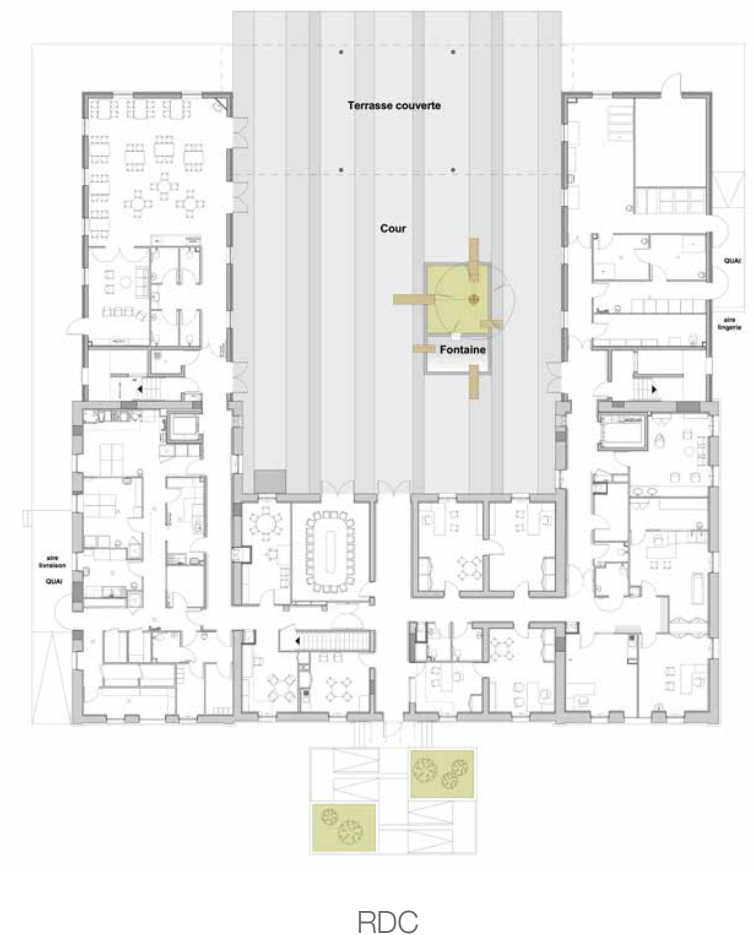 Terrasse couverte
Cour
QUAI
aire
lingerie
Fontaine
aire
livraison
QUAI
RDC